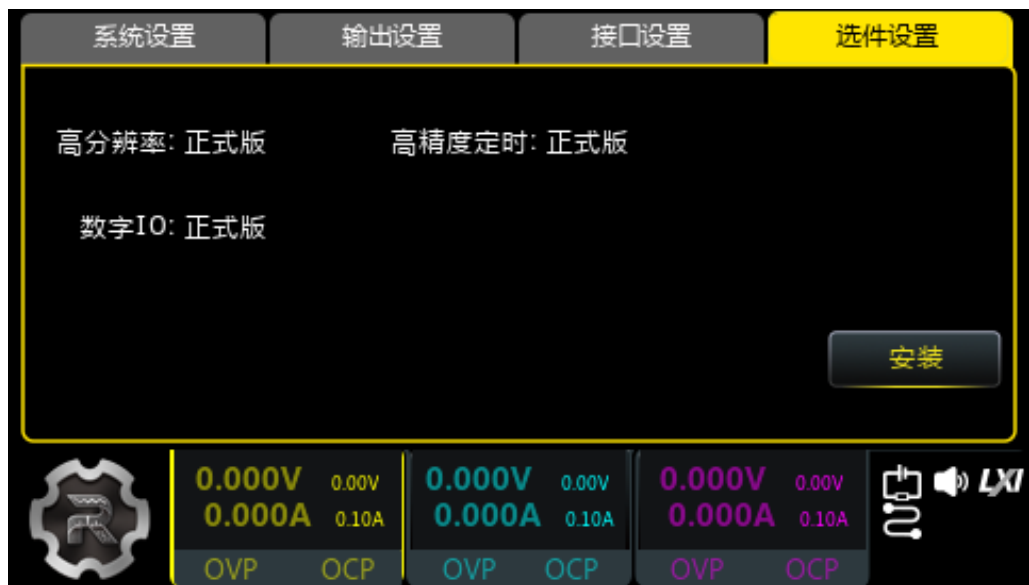 系统设置 输出设置 接口设置 选件设置
高分辨率: 正式版 高精度定时: 正式版
数字IO: 正式版
安装
0.000V 0.00V 0.000V 0.00V 0.000V 0.00V
0.000A 0.10A 0.000A 0.10A 0.000A 0.10A
OVP OCP OVP OCP OVP OCP
R
LXI